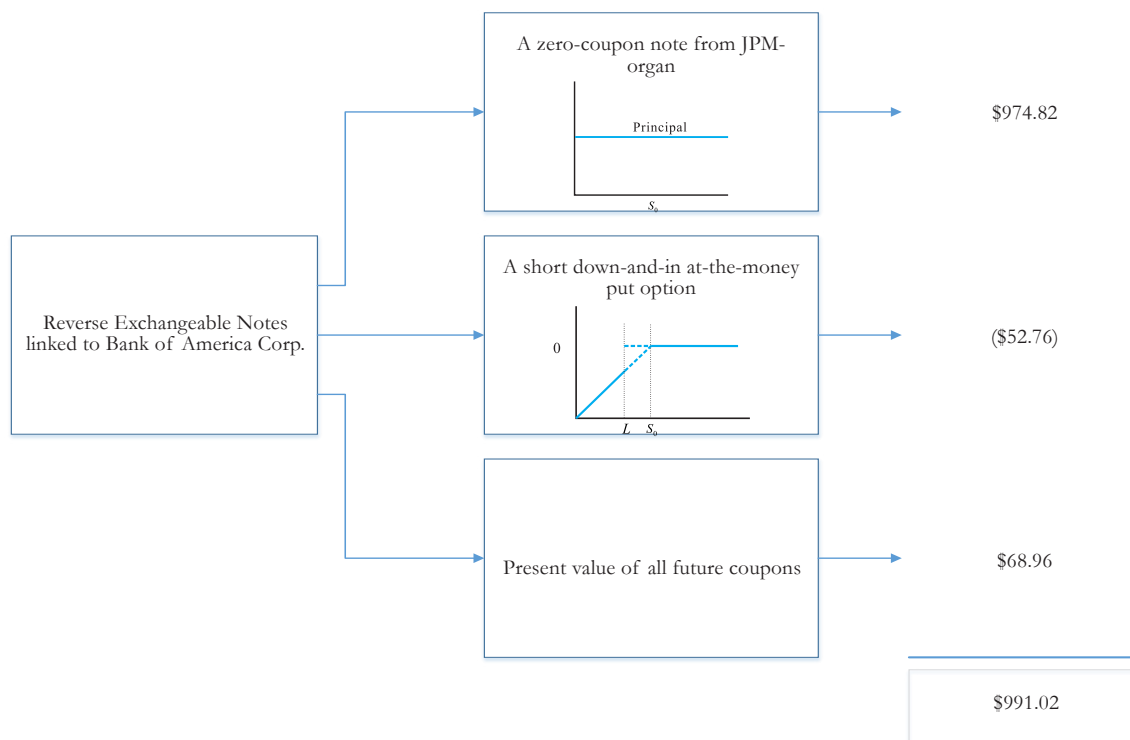 A zero-coupon note from JPM-
organ
Principal
S₀
$974.82
Reverse Exchangeable Notes
linked to Bank of America Corp.
A short down-and-in at-the-money
put option
0
L S₀
($52.76)
Present value of all future coupons
$68.96
$991.02